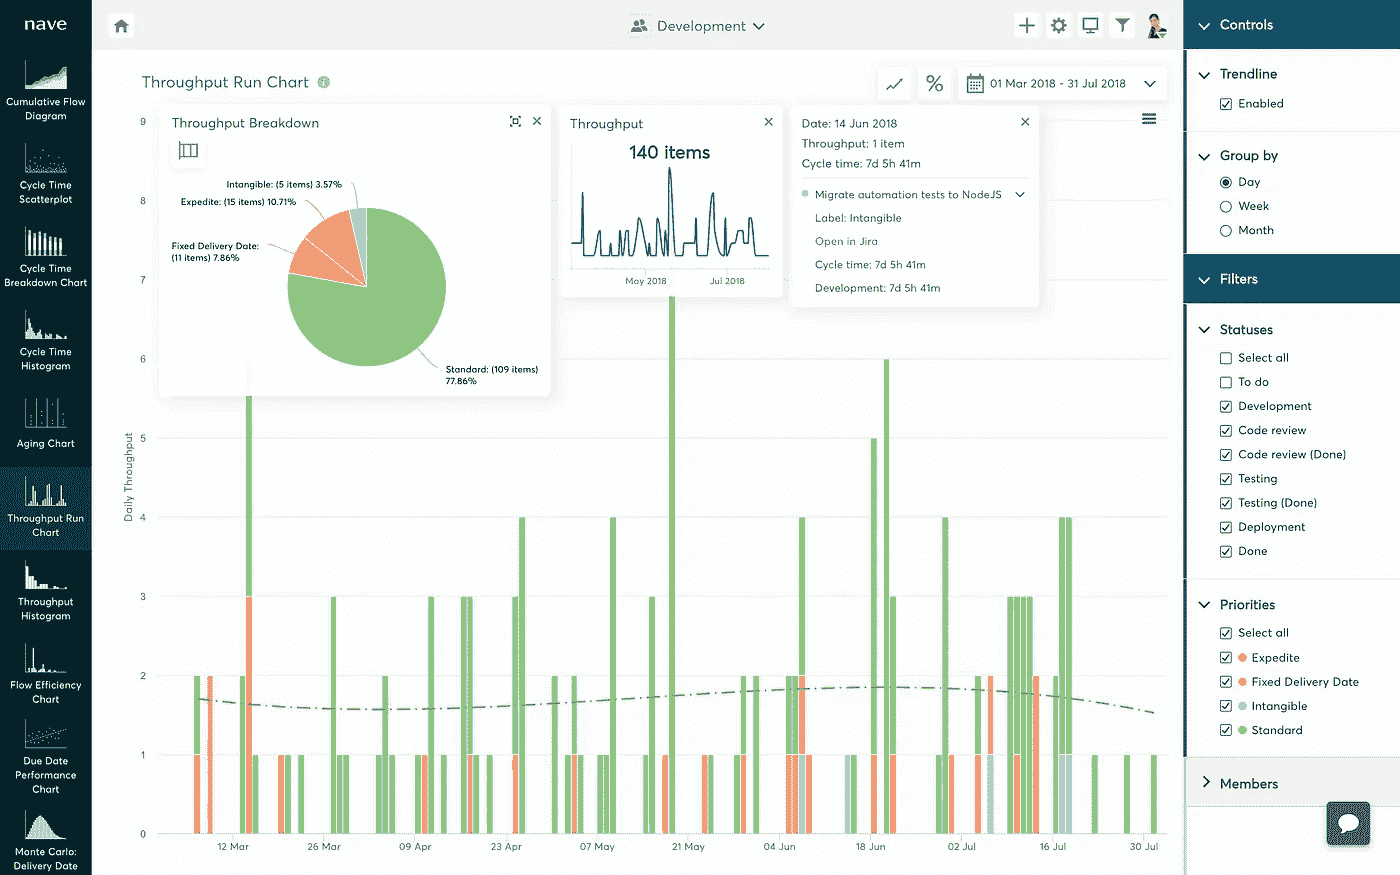 nave
Development
Controls
Cumulative Flow
Diagram
Cycle Time
Scatterplot
Cycle Time
Breakdown Chart
Cycle Time
Histogram
Aging Chart
Throughput Run
Chart
Throughput
Histogram
Flow Efficiency
Chart
Due Date
Performance
Chart
Monte Carlo:
Delivery Date
Throughput Run Chart
%
01 Mar 2018 - 31 Jul 2018
Throughput Breakdown
Intangible: (5 items) 3.57%
Expedite: (15 items) 10.71%
Fixed Delivery Date:
(11 items) 7.86%
Standard: (109 items)
77.86%
Throughput
140 items
May 2018
Jul 2018
Date: 14 Jun 2018
Throughput: 1 item
Cycle time: 7d 5h 41m
Migrate automation tests to NodeJS
Label: Intangible
Open in Jira
Cycle time: 7d 5h 41m
Development: 7d 5h 41m
Daily Throughput
9
8
7
6
5
4
3
2
1
0
12 Mar
26 Mar
09 Apr
23 Apr
07 May
21 May
04 Jun
18 Jun
02 Jul
16 Jul
30 Jul
Trendline
Enabled
Group by
Day
Week
Month
Filters
Statuses
Select all
To do
Development
Code review
Code review (Done)
Testing
Testing (Done)
Deployment
Done
Priorities
Select all
Expedite
Fixed Delivery Date
Intangible
Standard
Members